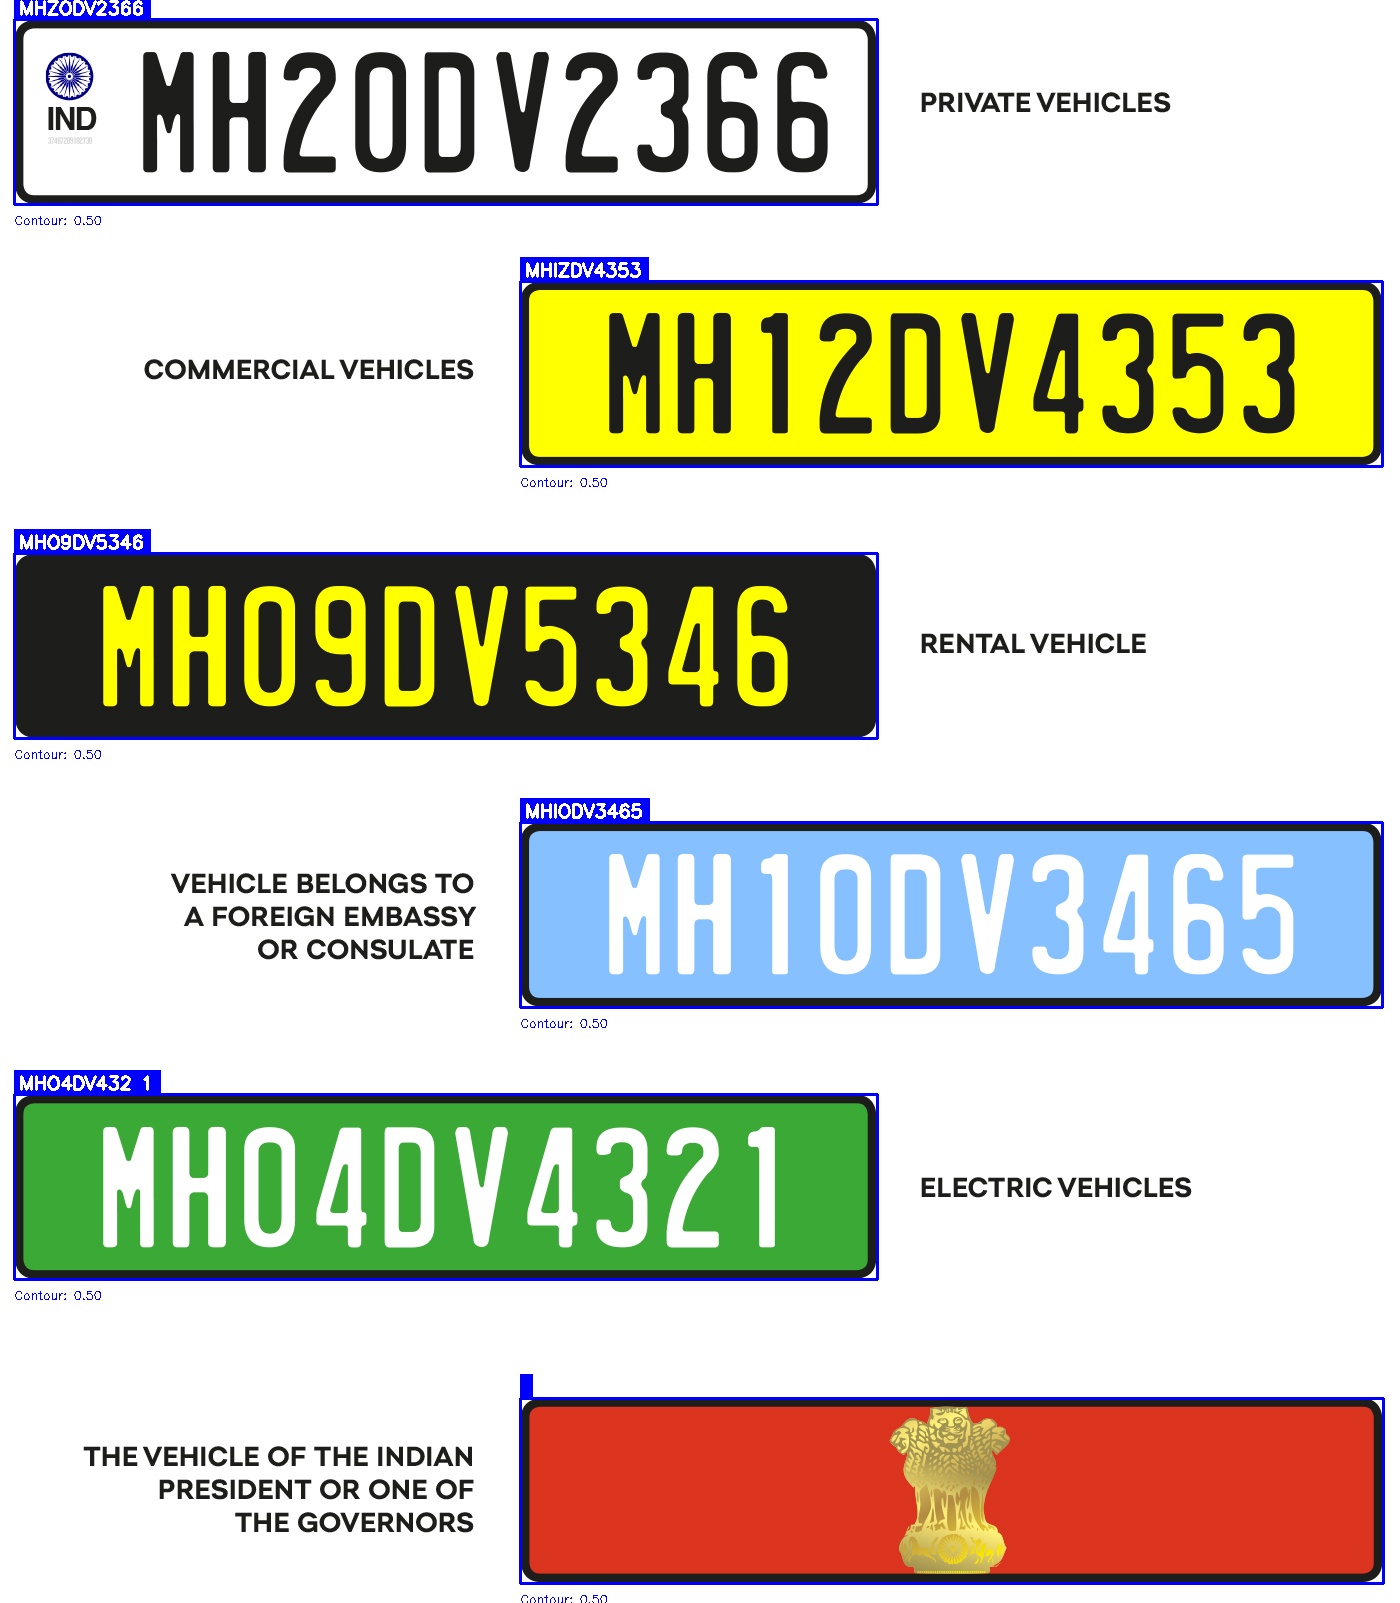 MHZ0DV2366
IND
MH20DV2366
PRIVATE VEHICLES
Contour: 0.50
MHIZDV4353
COMMERCIAL VEHICLES
MH12DV4353
Contour: 0.50
MHO9DV5346
MH09DV5346
RENTAL VEHICLE
Contour: 0.50
MHIODV3465
VEHICLE BELONGS TO
A FOREIGN EMBASSY
OR CONSULATE
MH10DV3465
Contour: 0.50
MHO4DV432 1
MH04DV4321
ELECTRIC VEHICLES
Contour: 0.50
THE VEHICLE OF THE INDIAN
PRESIDENT OR ONE OF
THE GOVERNORS
Contour: 0.50